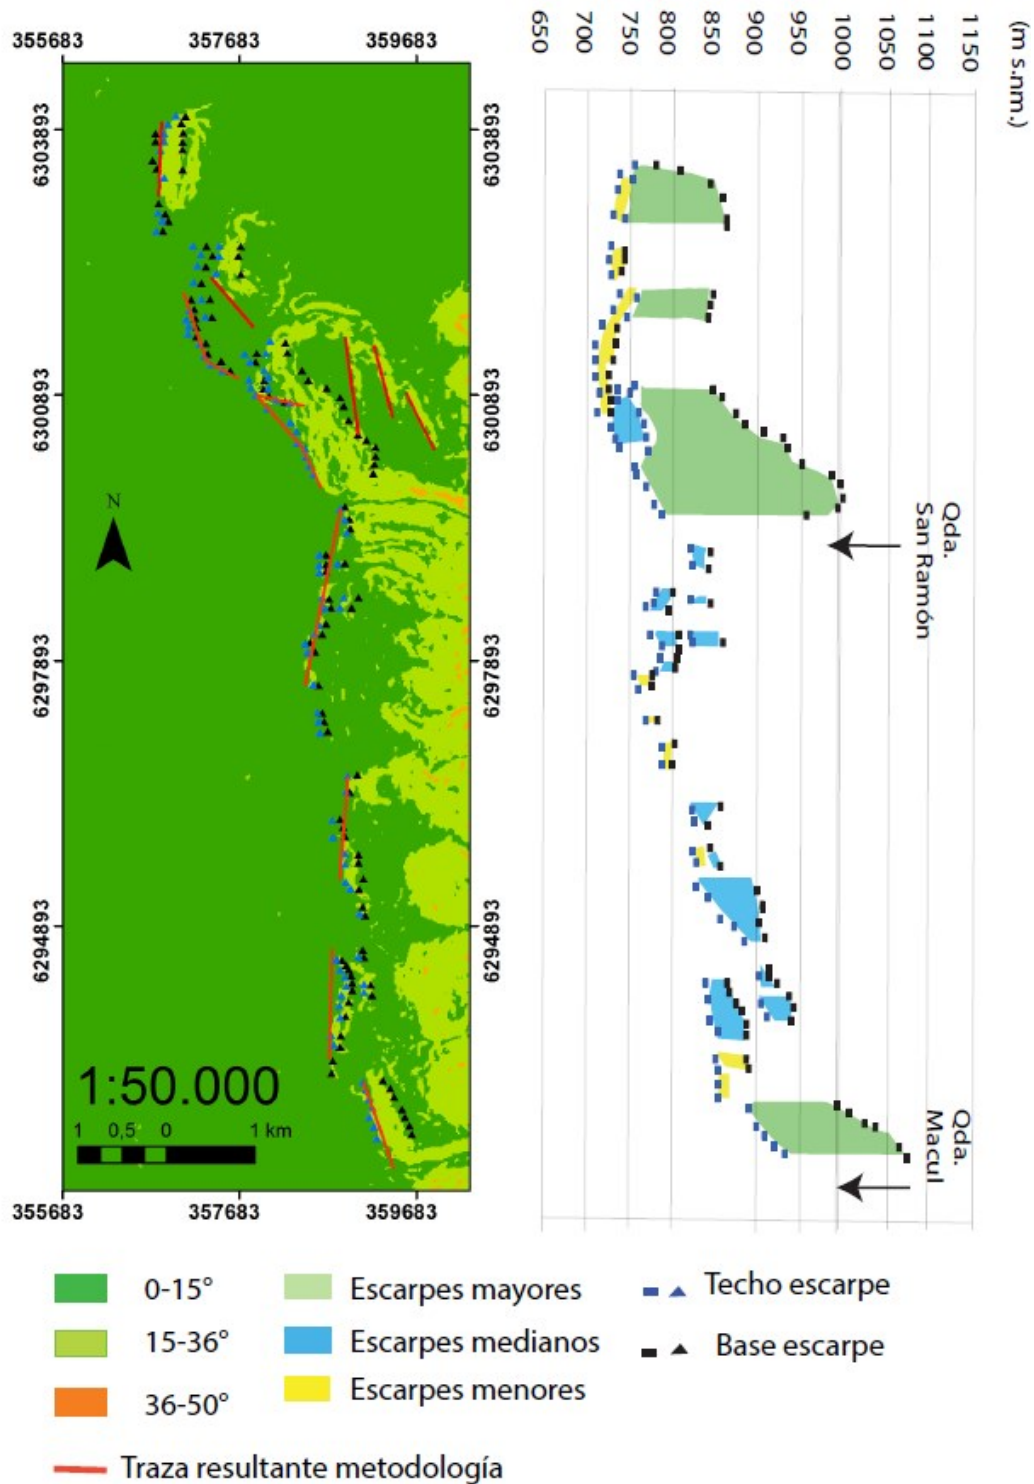 355683
357683
359683
650
700
750
800
850
900
950
1000
1050
1100
1150
(m s.nm.)
6303893
6300893
6297893
6294893
6303893
6300893
6297893
6294893
N
Qda.
San Ramón
Qda.
Macul
1:50.000
1 0,5 0 1 km
355683
357683
359683
0-15°
15-36°
36-50°
Escarpes mayores
Escarpes medianos
Escarpes menores
Techo escarpe
Base escarpe
Traza resultante metodología